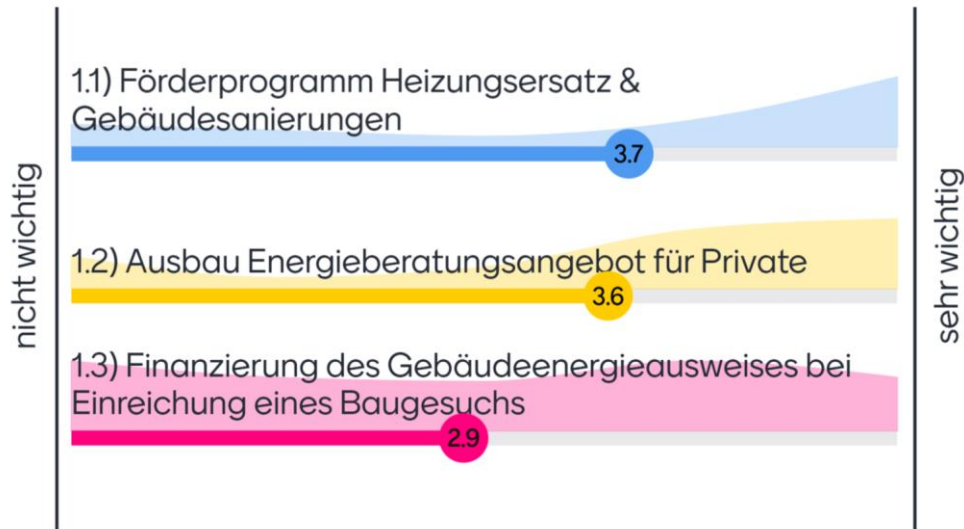 nicht wichtig
1.1) Förderprogramm Heizungsersatz &
Gebäudesanierungen
3.7
1.2) Ausbau Energieberatungsangebot für Private
3.6
1.3) Finanzierung des Gebäudeenergieausweises bei
Einreichung eines Baugesuchs
2.9
sehr wichtig